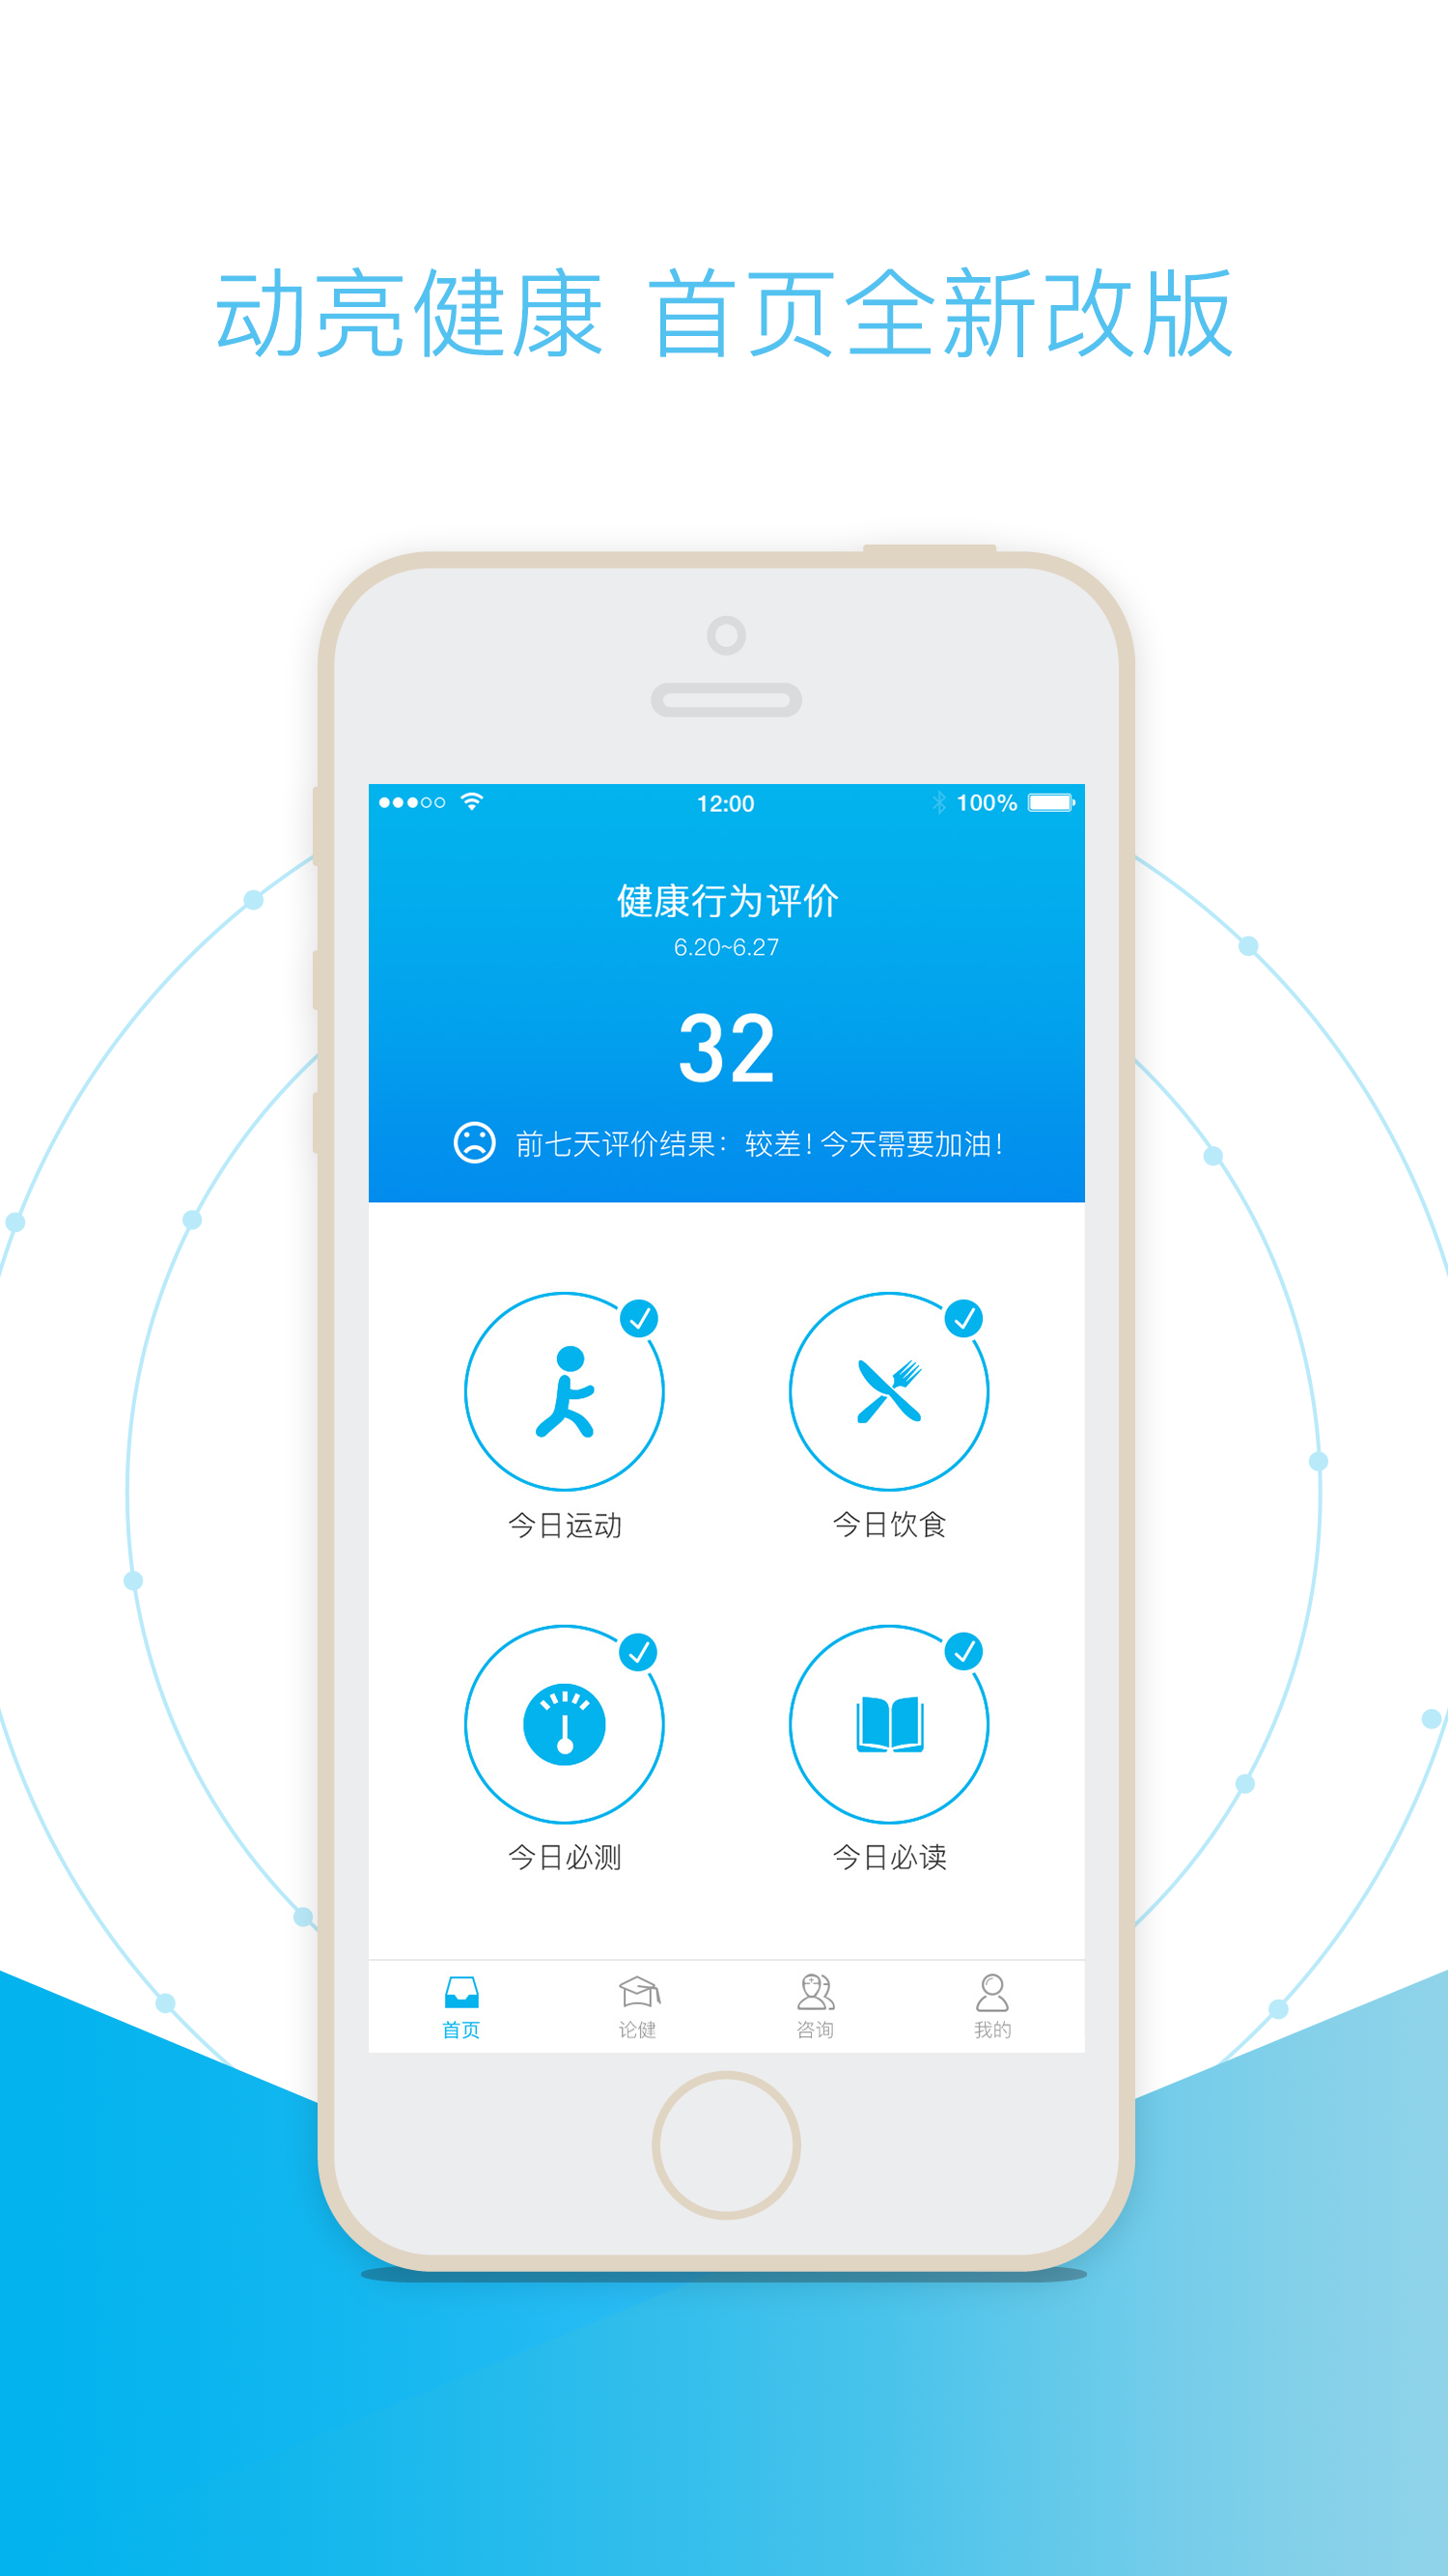 动亮健康 首页全新改版
12:00
100%
健康行为评价
6.20~6.27
32
前七天评价结果：较差！今天需要加油！
今日运动
今日饮食
今日必测
今日必读
首页
论健
咨询
我的